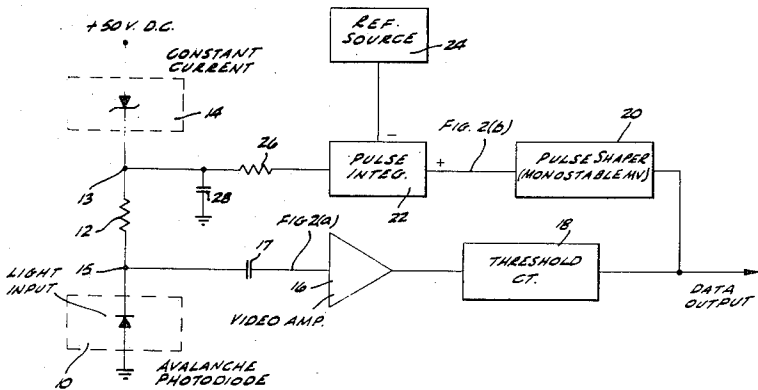 +50 V. D.C.
CONSTANT
CURRENT
14
REF.
SOURCE
24
26
13
28
PULSE
INTEG.
22
-
+
FIG. 2(b)
20
PULSE SHAPER
(MONOSTABLE MV)
12
15
17
FIG 2(a)
16
VIDEO AMP.
18
THRESHOLD
CT.
DATA
OUTPUT
LIGHT
INPUT
10
AVALANCHE
PHOTODIODE